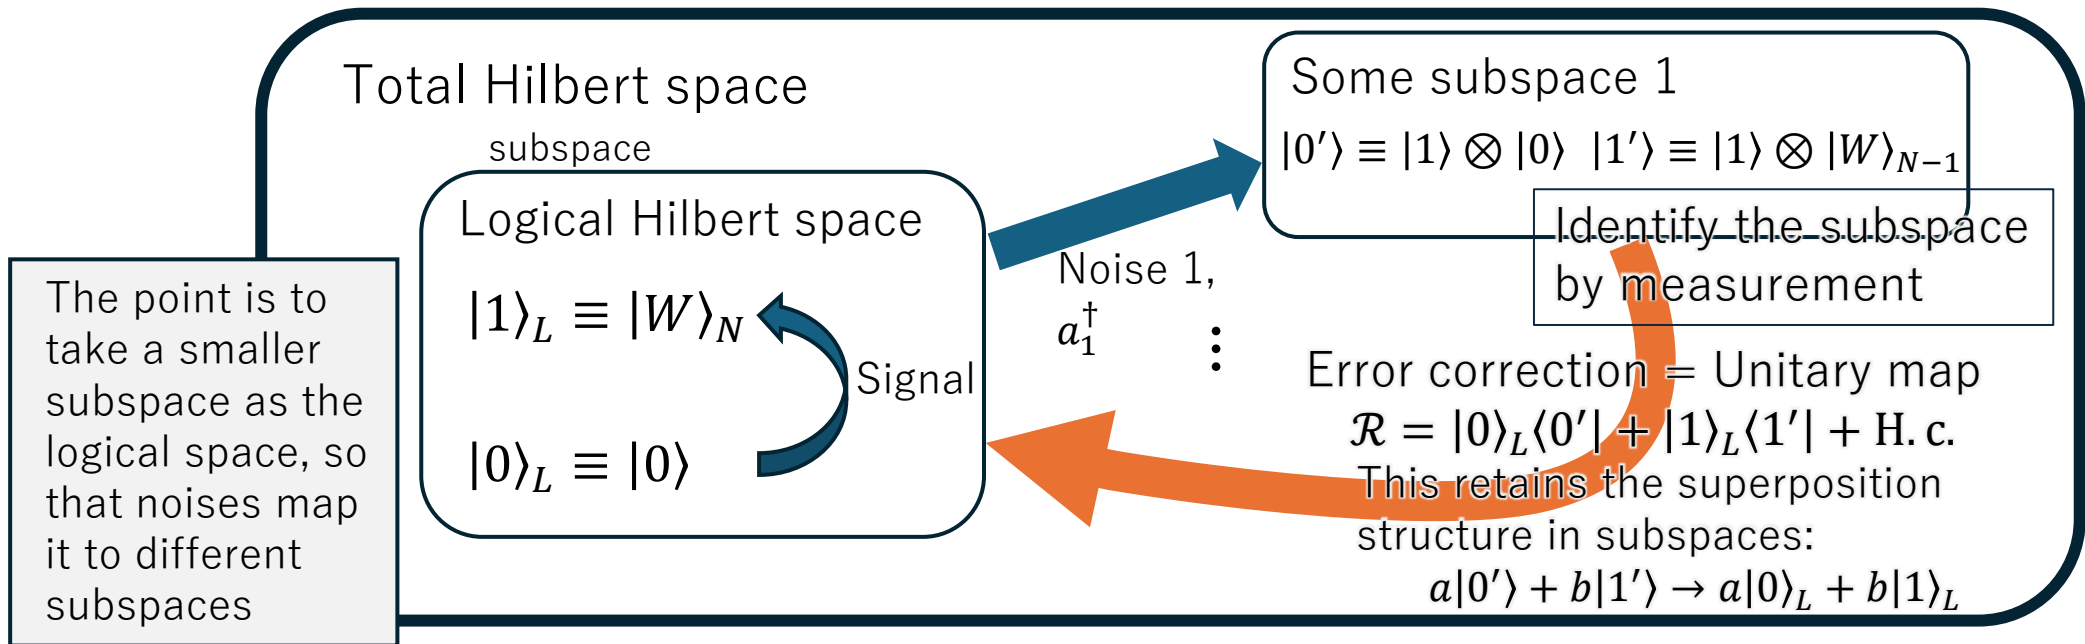 Total Hilbert space
subspace
Logical Hilbert space
|1⟩_L ≡ |W⟩_N
Signal
|0⟩_L ≡ |0⟩
The point is to
take a smaller
subspace as the
logical space, so
that noises map
it to different
subspaces
Noise 1,
a₁†
⋮
Some subspace 1
|0′⟩ ≡ |1⟩ ⊗ |0⟩ |1′⟩ ≡ |1⟩ ⊗ |W⟩_{N−1}
Identify the subspace
by measurement
Error correction = Unitary map
ℛ = |0⟩_L⟨0′| + |1⟩_L⟨1′| + H. c.
This retains the superposition
structure in subspaces:
a|0′⟩ + b|1′⟩ → a|0⟩_L + b|1⟩_L